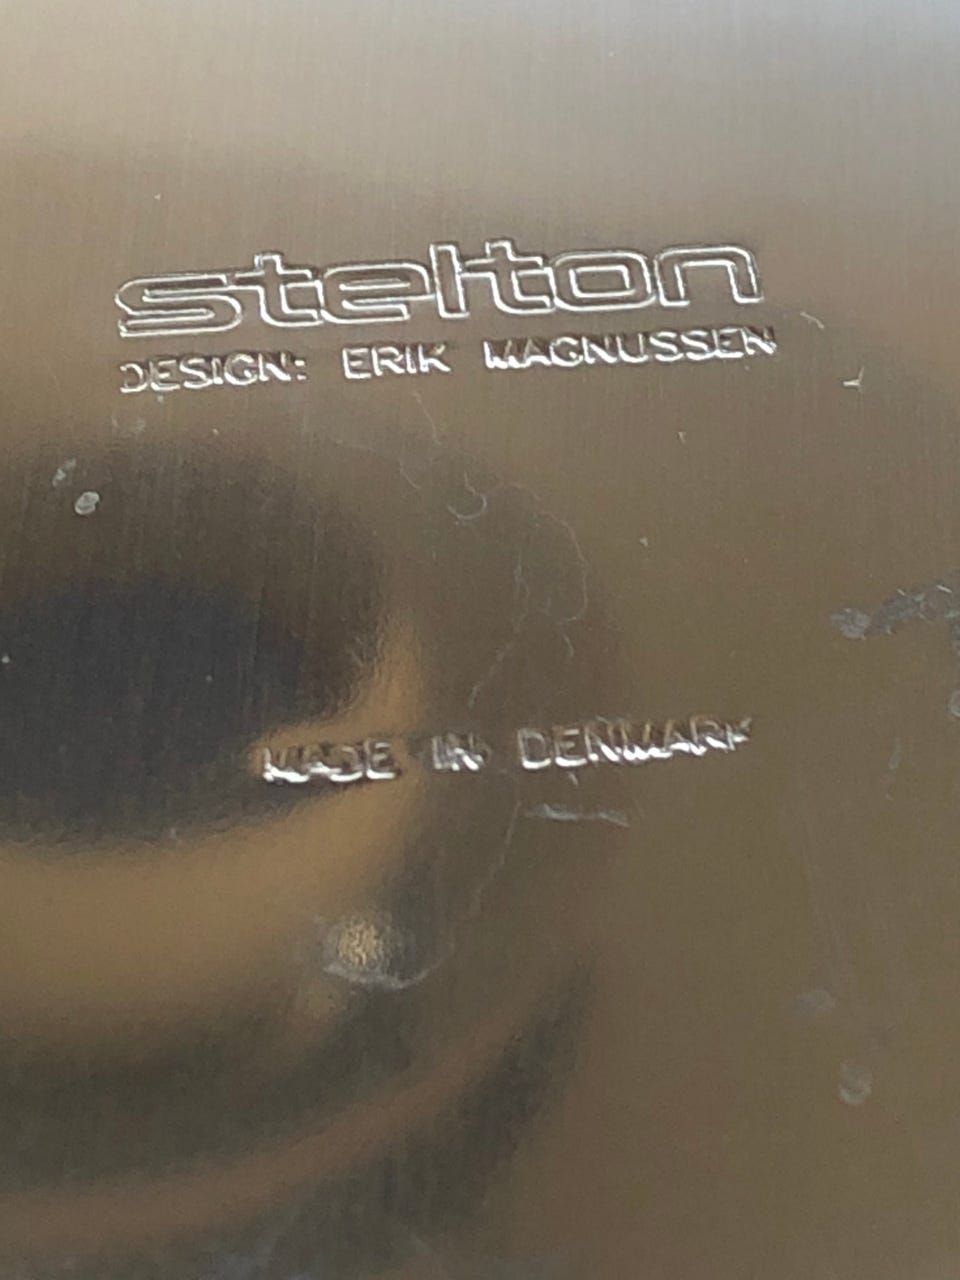 stelton
DESIGN: ERIK MAGNUSSEN
MADE IN DENMARK